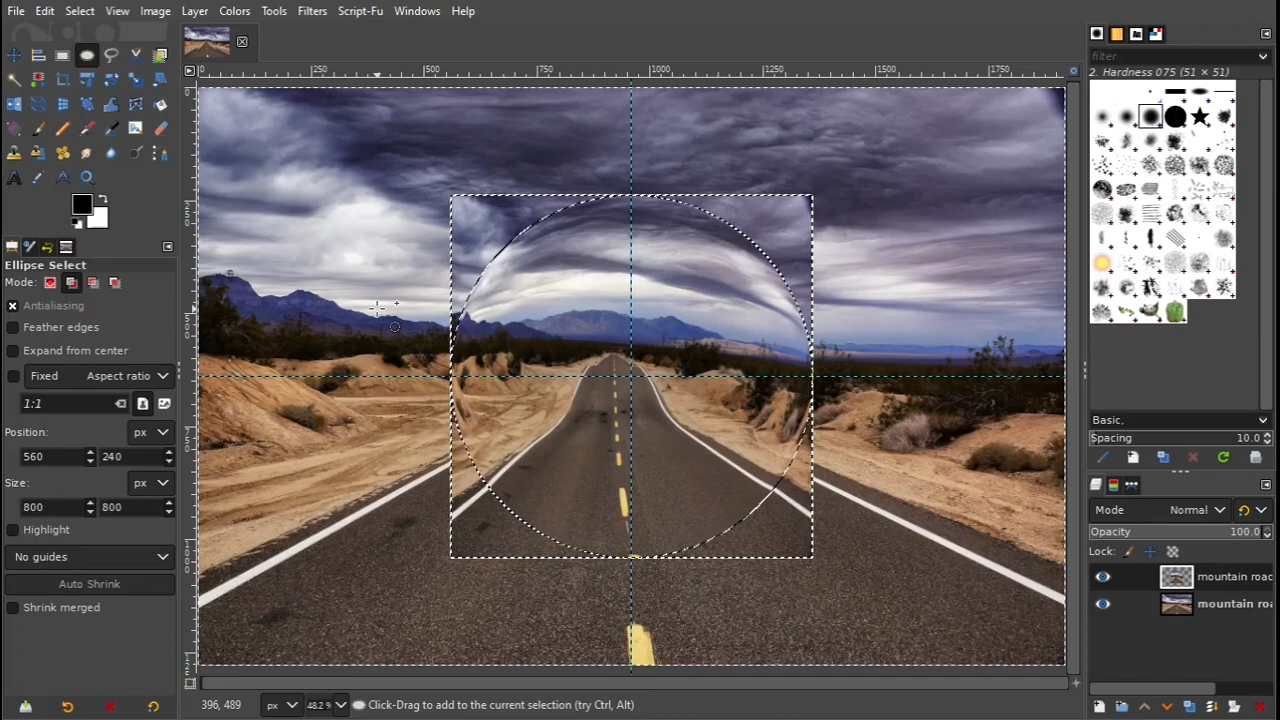 File Edit Select View Image Layer Colors Tools Filters Script-Fu Windows Help
filter
2. Hardness 075 (51 × 51)
0 250 500 750 1000 1250 1500 1750
Ellipse Select
Mode:
Antialiasing
Feather edges
Expand from center
Fixed Aspect ratio
1:1
Position: px
560 240
Size: px
800 800
Highlight
No guides
Auto Shrink
Shrink merged
Basic,
Spacing 10.0
Mode Normal
Opacity 100.0
Lock:
mountain road
mountain roa
396, 489 px 48.2 Click-Drag to add to the current selection (try Ctrl, Alt)